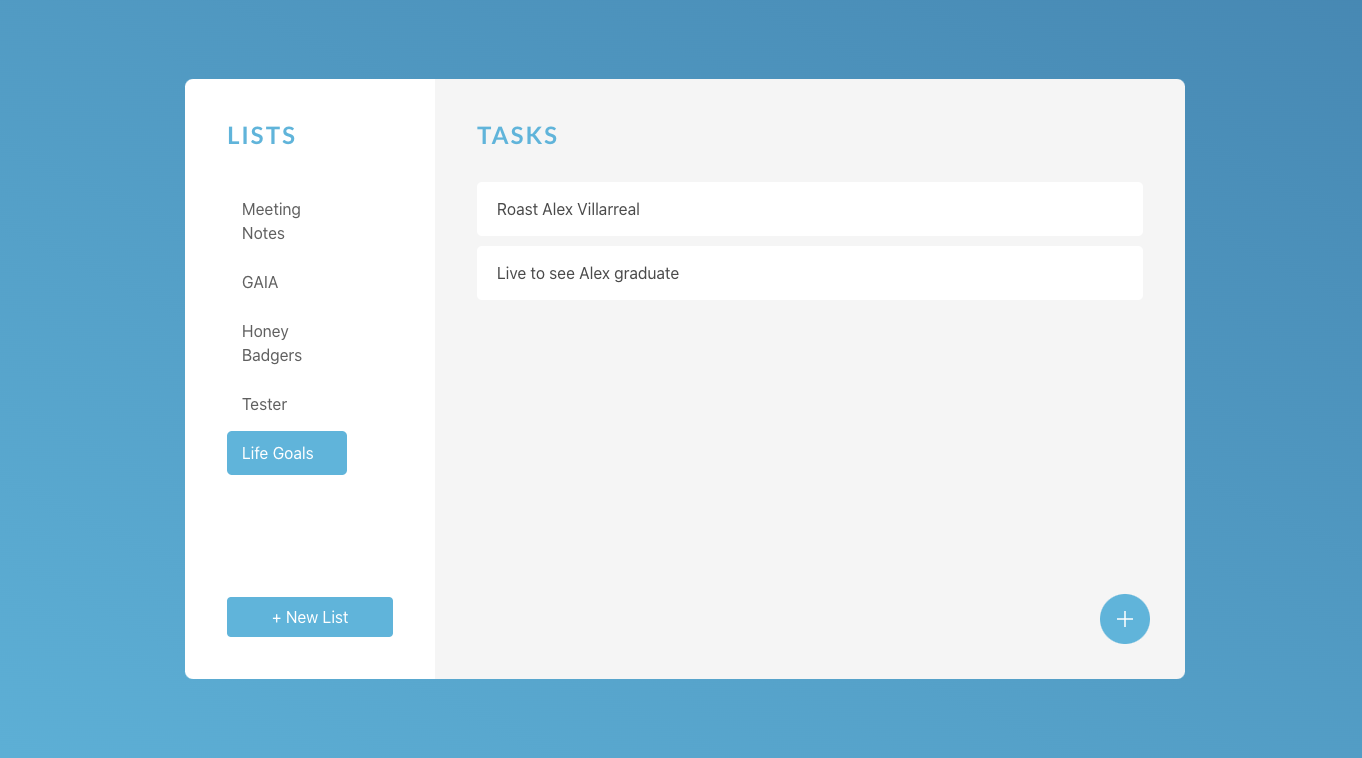 LISTS
Meeting
Notes
GAIA
Honey
Badgers
Tester
Life Goals
+ New List
TASKS
Roast Alex Villarreal
Live to see Alex graduate
+